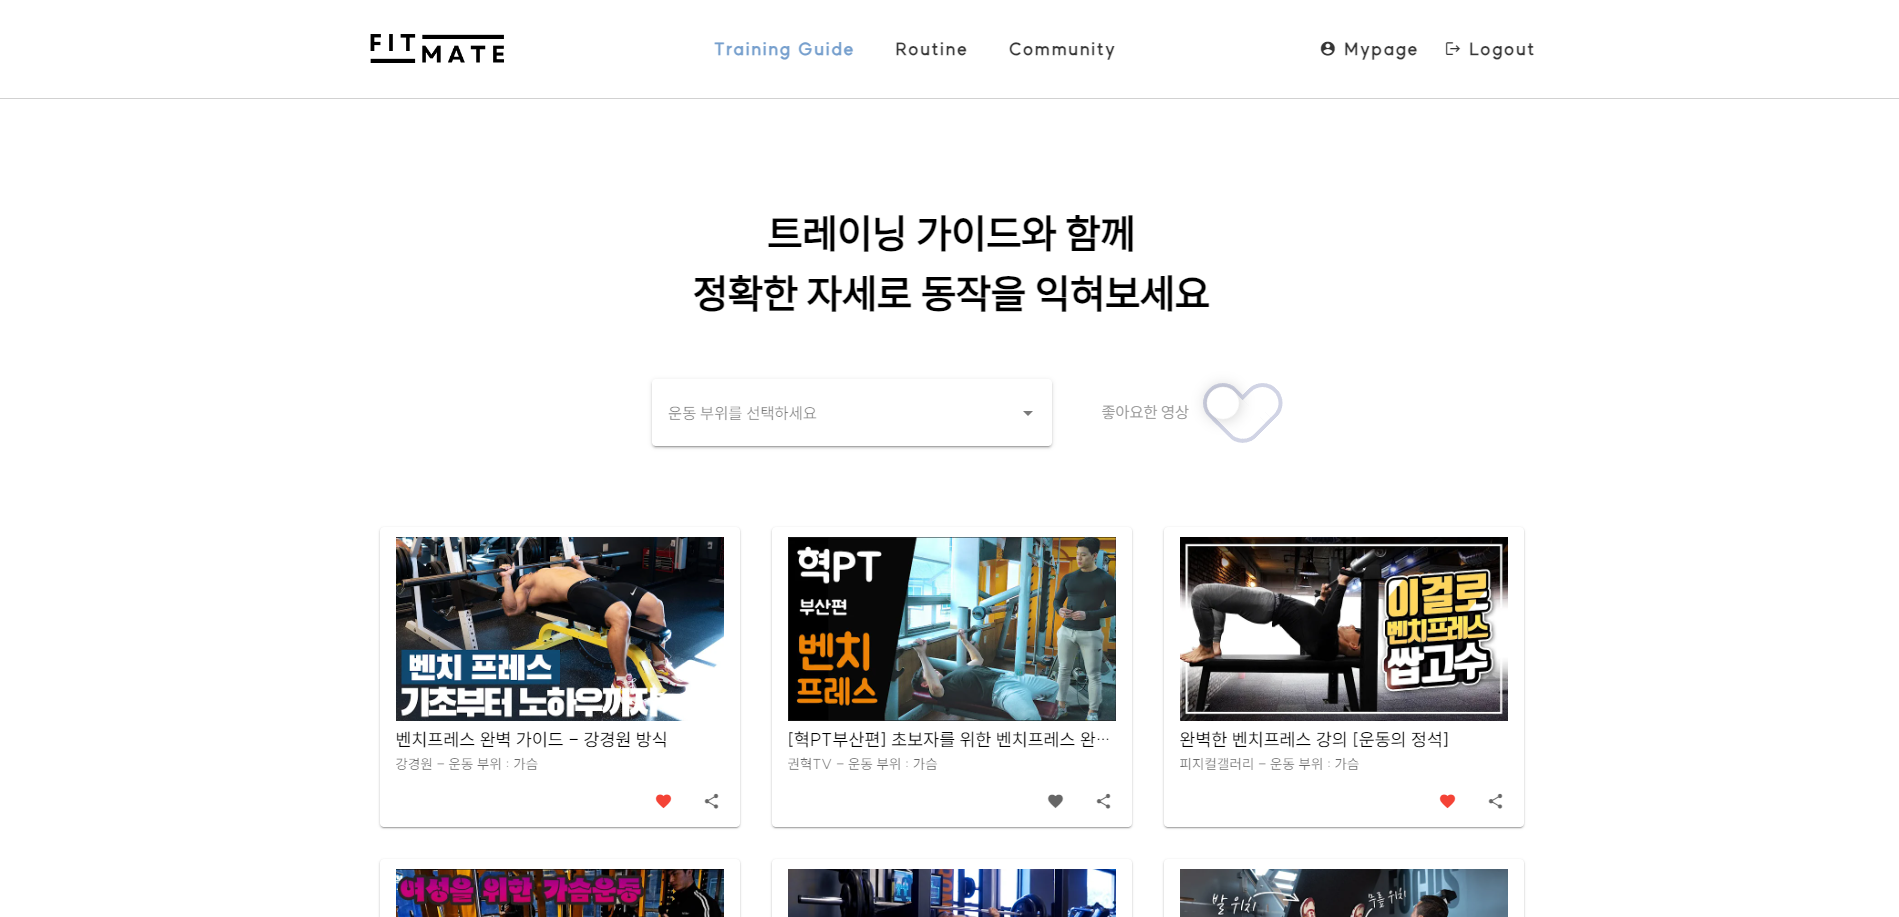 FIT MATE
Training Guide
Routine
Community
Mypage
Logout
트레이닝 가이드와 함께
정확한 자세로 동작을 익혀보세요
운동 부위를 선택하세요
좋아요한 영상
벤치 프레스
기초부터 노하우까지
벤치프레스 완벽 가이드 - 강경원 방식
강경원 - 운동 부위 : 가슴
혁PT
부산편
벤치
프레스
[혁PT부산편] 초보자를 위한 벤치프레스 완…
권혁TV - 운동 부위 : 가슴
이걸로
벤치프레스
쌉고수
완벽한 벤치프레스 강의 [운동의 정석]
피지컬갤러리 - 운동 부위 : 가슴
여성을 위한 가슴운동
발 위치
무릎 위치